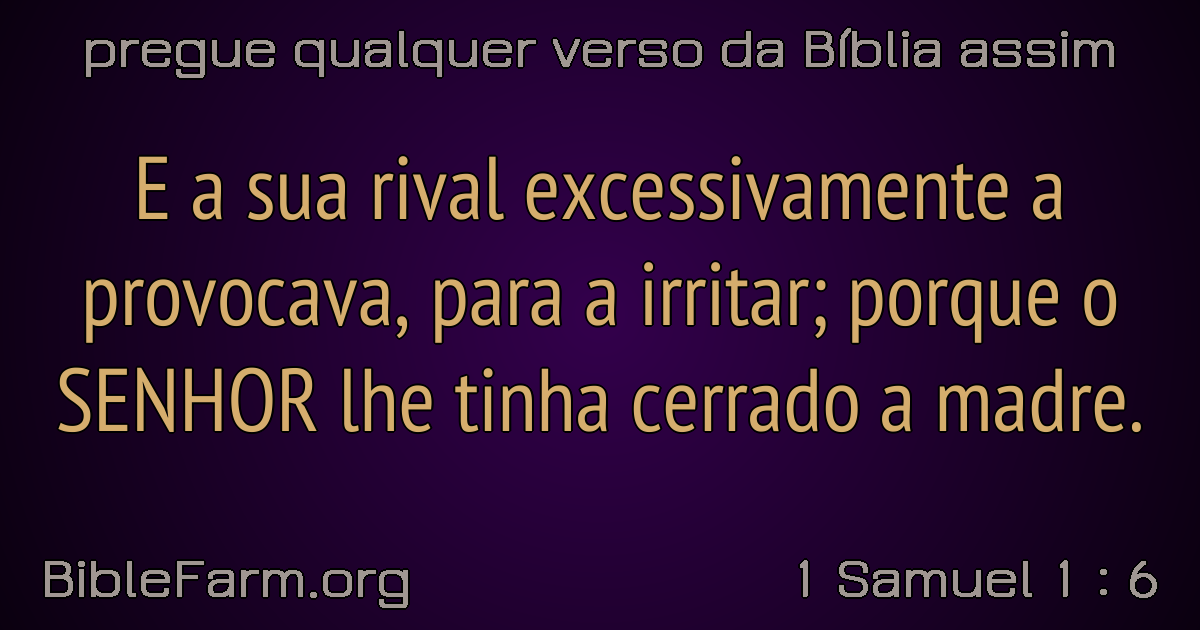 pregue qualquer verso da Bíblia assim
E a sua rival excessivamente a
provocava, para a irritar; porque o
SENHOR lhe tinha cerrado a madre.
BibleFarm.org
1 Samuel 1 : 6